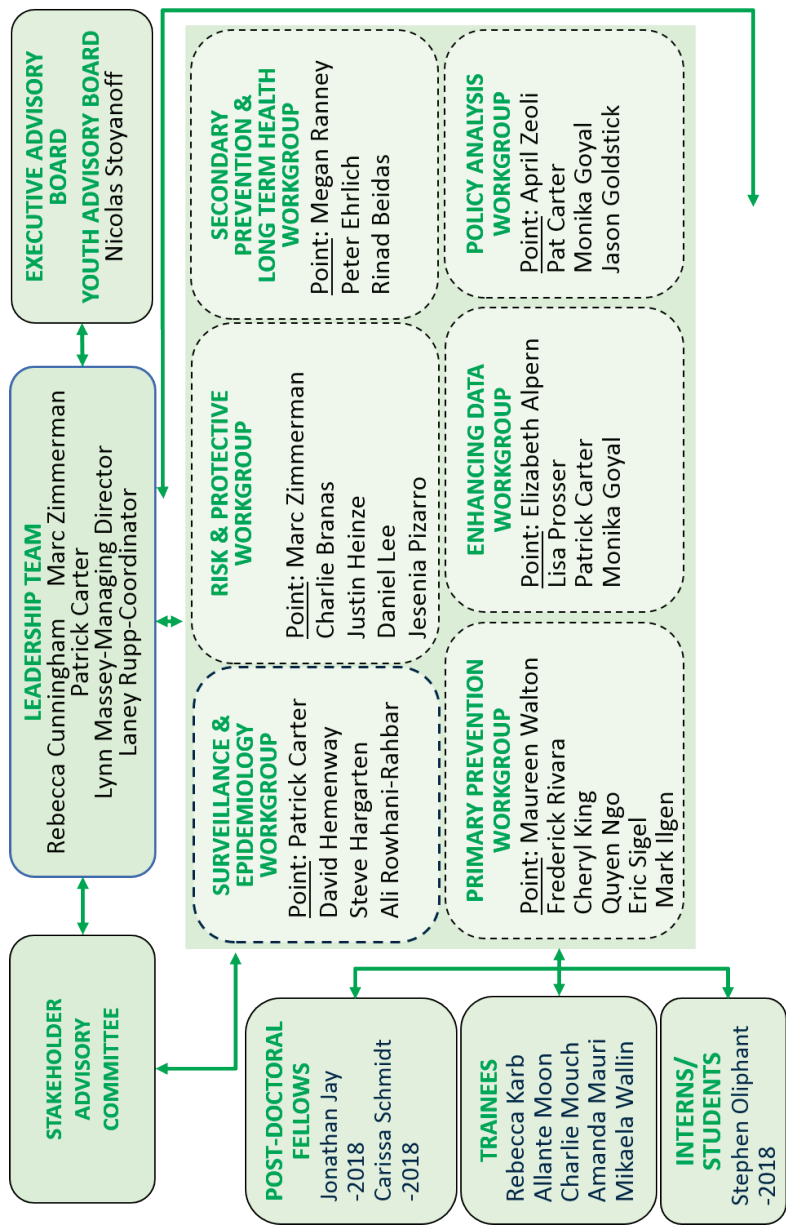 STAKEHOLDER
ADVISORY
COMMITTEE
LEADERSHIP TEAM
Rebecca Cunningham Marc Zimmerman
Patrick Carter
Lynn Massey-Managing Director
Laney Rupp-Coordinator
EXECUTIVE ADVISORY
BOARD
YOUTH ADVISORY BOARD
Nicolas Stoyanoff
SURVEILLANCE &
EPIDEMIOLOGY
WORKGROUP
Point: Patrick Carter
David Hemenway
Steve Hargarten
Ali Rowhani-Rahbar
RISK & PROTECTIVE
WORKGROUP
Point: Marc Zimmerman
Charlie Branas
Justin Heinze
Daniel Lee
Jesenia Pizarro
SECONDARY
PREVENTION &
LONG TERM HEALTH
WORKGROUP
Point: Megan Ranney
Peter Ehrlich
Rinad Beidas
PRIMARY PREVENTION
WORKGROUP
Point: Maureen Walton
Frederick Rivara
Cheryl King
Quyen Ngo
Eric Sigel
Mark Ilgen
ENHANCING DATA
WORKGROUP
Point: Elizabeth Alpern
Lisa Prosser
Patrick Carter
Monika Goyal
POLICY ANALYSIS
WORKGROUP
Point: April Zeoli
Pat Carter
Monika Goyal
Jason Goldstick
POST-DOCTORAL
FELLOWS
Jonathan Jay
-2018
Carissa Schmidt
-2018
TRAINEES
Rebecca Karb
Allante Moon
Charlie Mouch
Amanda Mauri
Mikaela Wallin
INTERNS/
STUDENTS
Stephen Oliphant
-2018